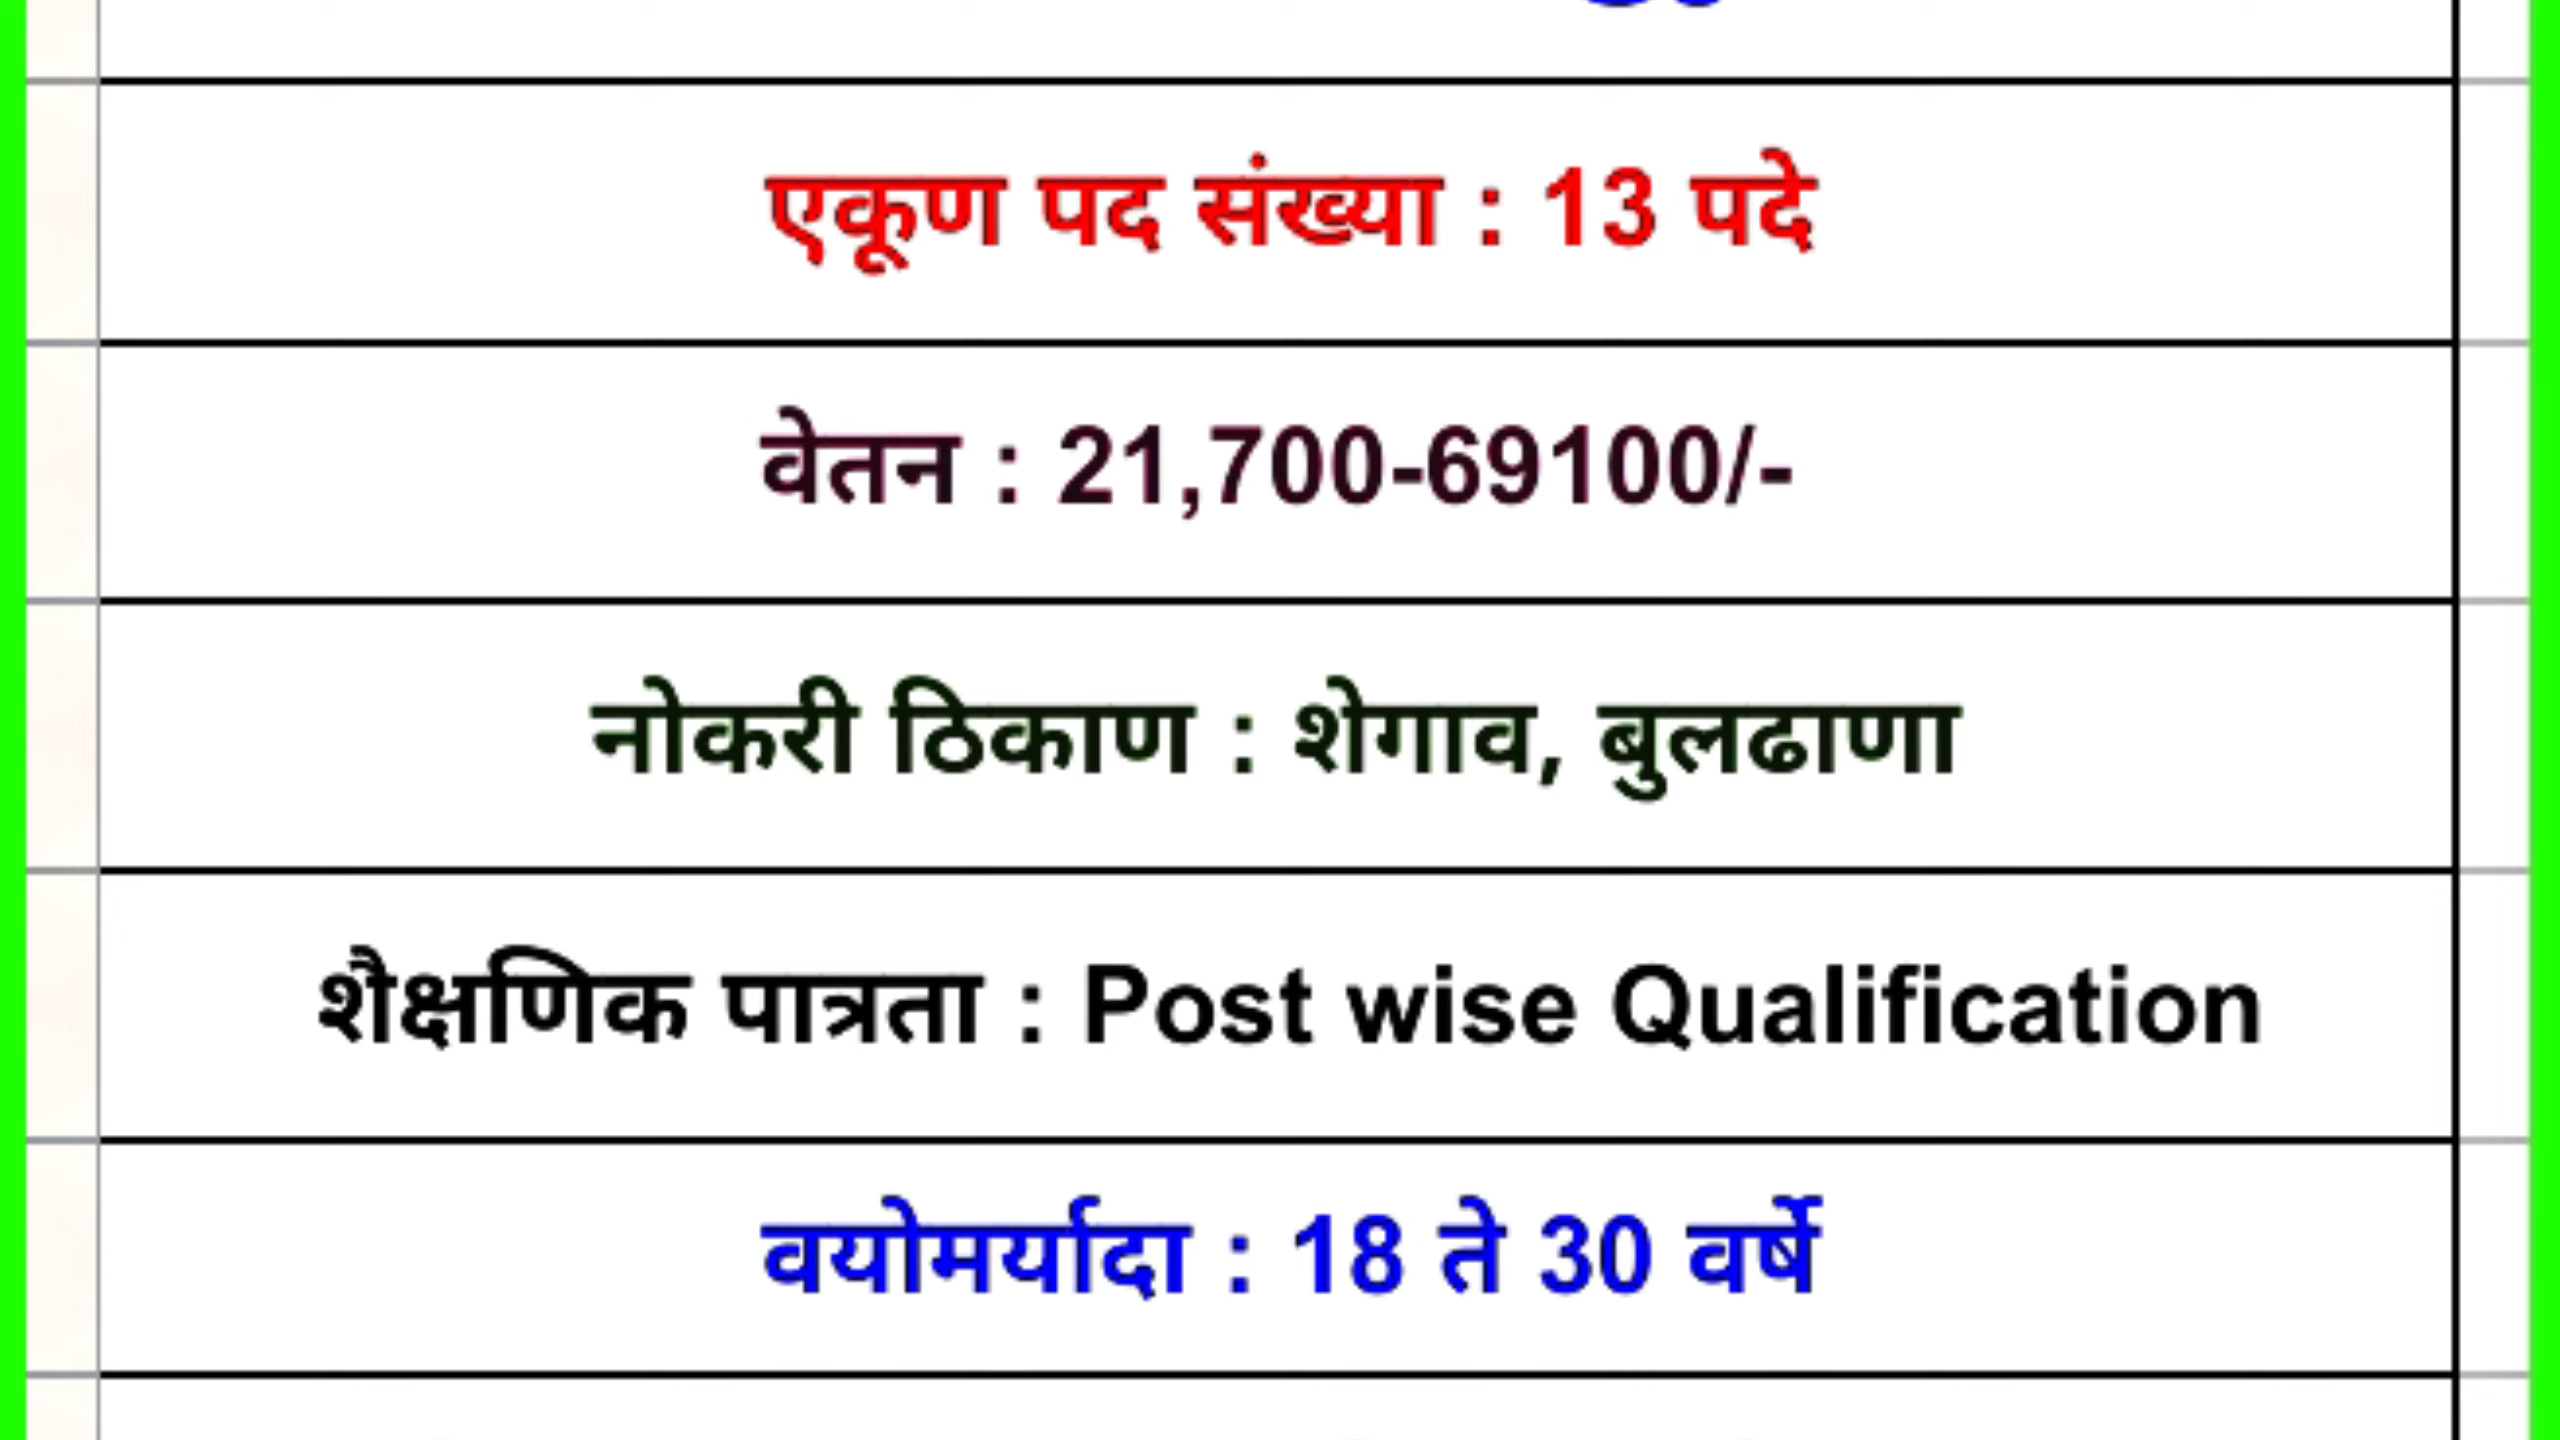 एकूण पद संख्या : 13 पदे
वेतन : 21,700-69100/-
नोकरी ठिकाण : शेगाव, बुलढाणा
शैक्षणिक पात्रता : Post wise Qualification
वयोमर्यादा : 18 ते 30 वर्षे